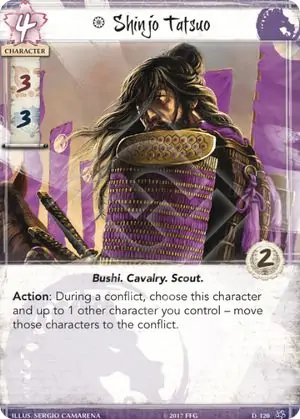 4
Shinjo Tatsuo
CHARACTER
3
3
2
Bushi. Cavalry. Scout.
Action: During a conflict, choose this character
and up to 1 other character you control – move
those characters to the conflict.
ILLUS. SERGIO CAMARENA © 2017 FFG D 120